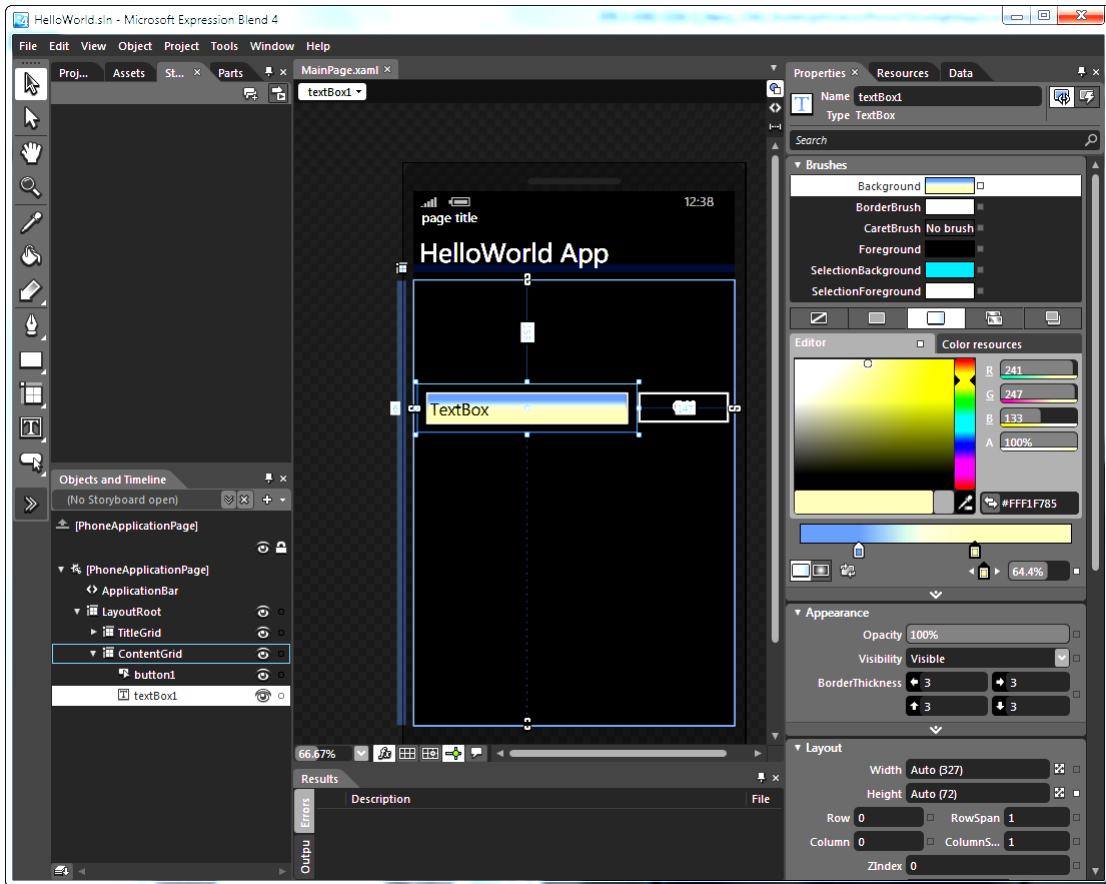 HelloWorld.sln - Microsoft Expression Blend 4
File Edit View Object Project Tools Window Help
Proj... Assets St... × Parts
MainPage.xaml ×
textBox1
12:38
page title
HelloWorld App
TextBox
66.67%
Results
Errors
Description File
Outpu
Objects and Timeline
(No Storyboard open)
[PhoneApplicationPage]
[PhoneApplicationPage]
ApplicationBar
LayoutRoot
TitleGrid
ContentGrid
button1
textBox1
Properties × Resources Data
Name textBox1
Type TextBox
Search
Brushes
Background
BorderBrush
CaretBrush No brush
Foreground
SelectionBackground
SelectionForeground
Editor Color resources
R 241
G 247
B 133
A 100%
#FFF1F785
64.4%
Appearance
Opacity 100%
Visibility Visible
BorderThickness 3 3
3 3
Layout
Width Auto (327)
Height Auto (72)
Row 0 RowSpan 1
Column 0 ColumnS... 1
ZIndex 0